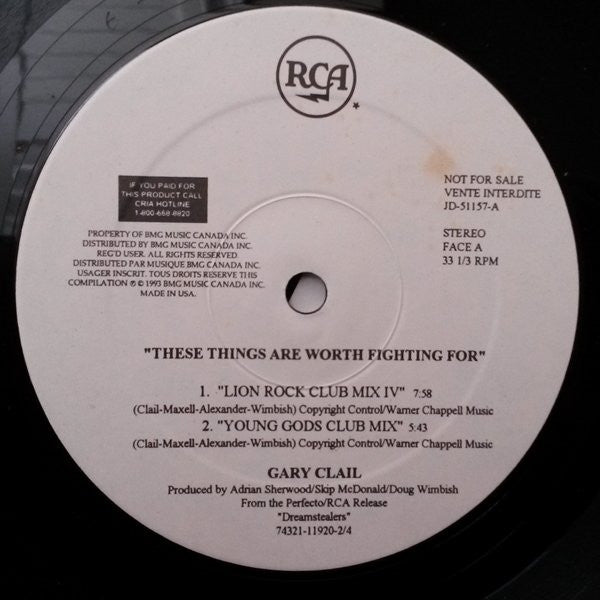 RCA
IF YOU PAID FOR
THIS PRODUCT CALL
CRIA HOTLINE
1-800-668-8820
NOT FOR SALE
VENTE INTERDITE
JD-51157-A
STEREO
FACE A
33 1/3 RPM
PROPERTY OF BMG MUSIC CANADA INC.
DISTRIBUTED BY BMG MUSIC CANADA INC.
REG'D USER. ALL RIGHTS RESERVED.
DISTRIBUTED PAR MUSIQUE BMG CANADA INC.
USAGER INSCRIT. TOUS DROITS RESERVE THIS
COMPILATION ℗ © 1993 BMG MUSIC CANADA INC.
MADE IN USA.
"THESE THINGS ARE WORTH FIGHTING FOR"
1. "LION ROCK CLUB MIX IV" 7:58
(Clail-Maxell-Alexander-Wimbish) Copyright Control/Warner Chappell Music
2. "YOUNG GODS CLUB MIX" 5:43
(Clail-Maxell-Alexander-Wimbish) Copyright Control/Warner Chappell Music
GARY CLAIL
Produced by Adrian Sherwood/Skip McDonald/Doug Wimbish
From the Perfecto/RCA Release
"Dreamstealers"
74321-11920-2/4